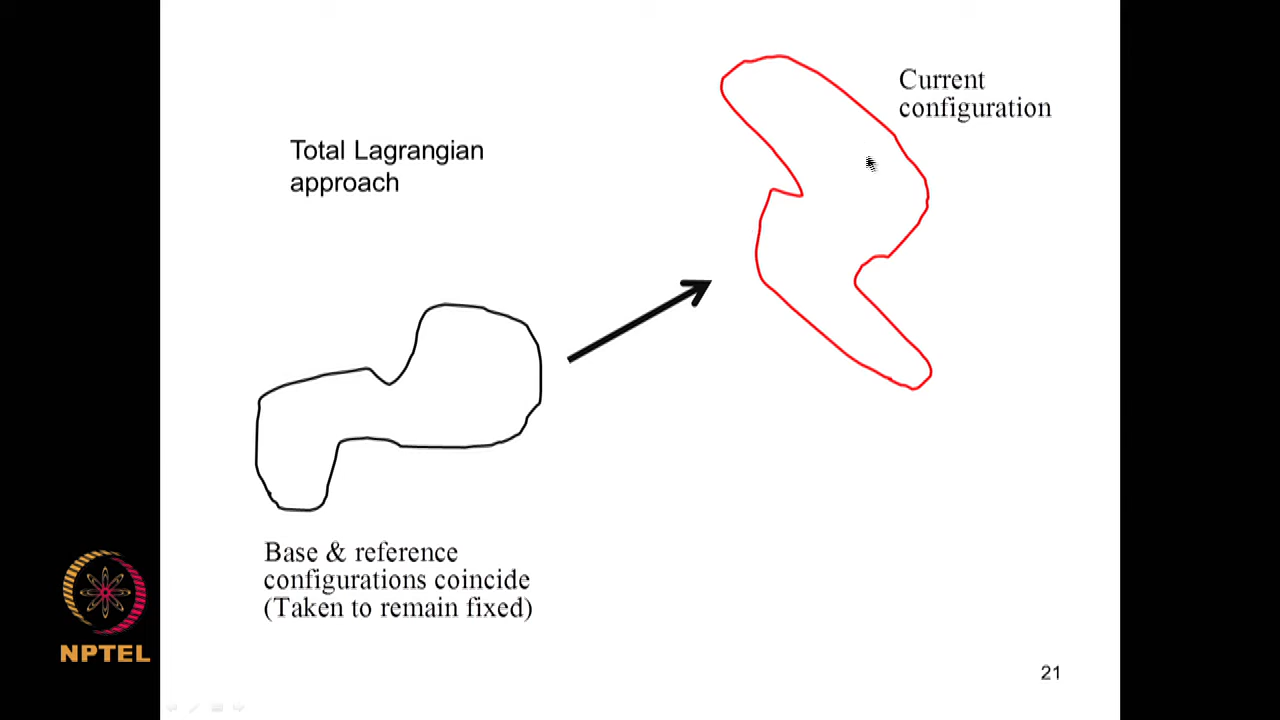 Total Lagrangian
approach
Current
configuration
Base & reference
configurations coincide
(Taken to remain fixed)
NPTEL
21